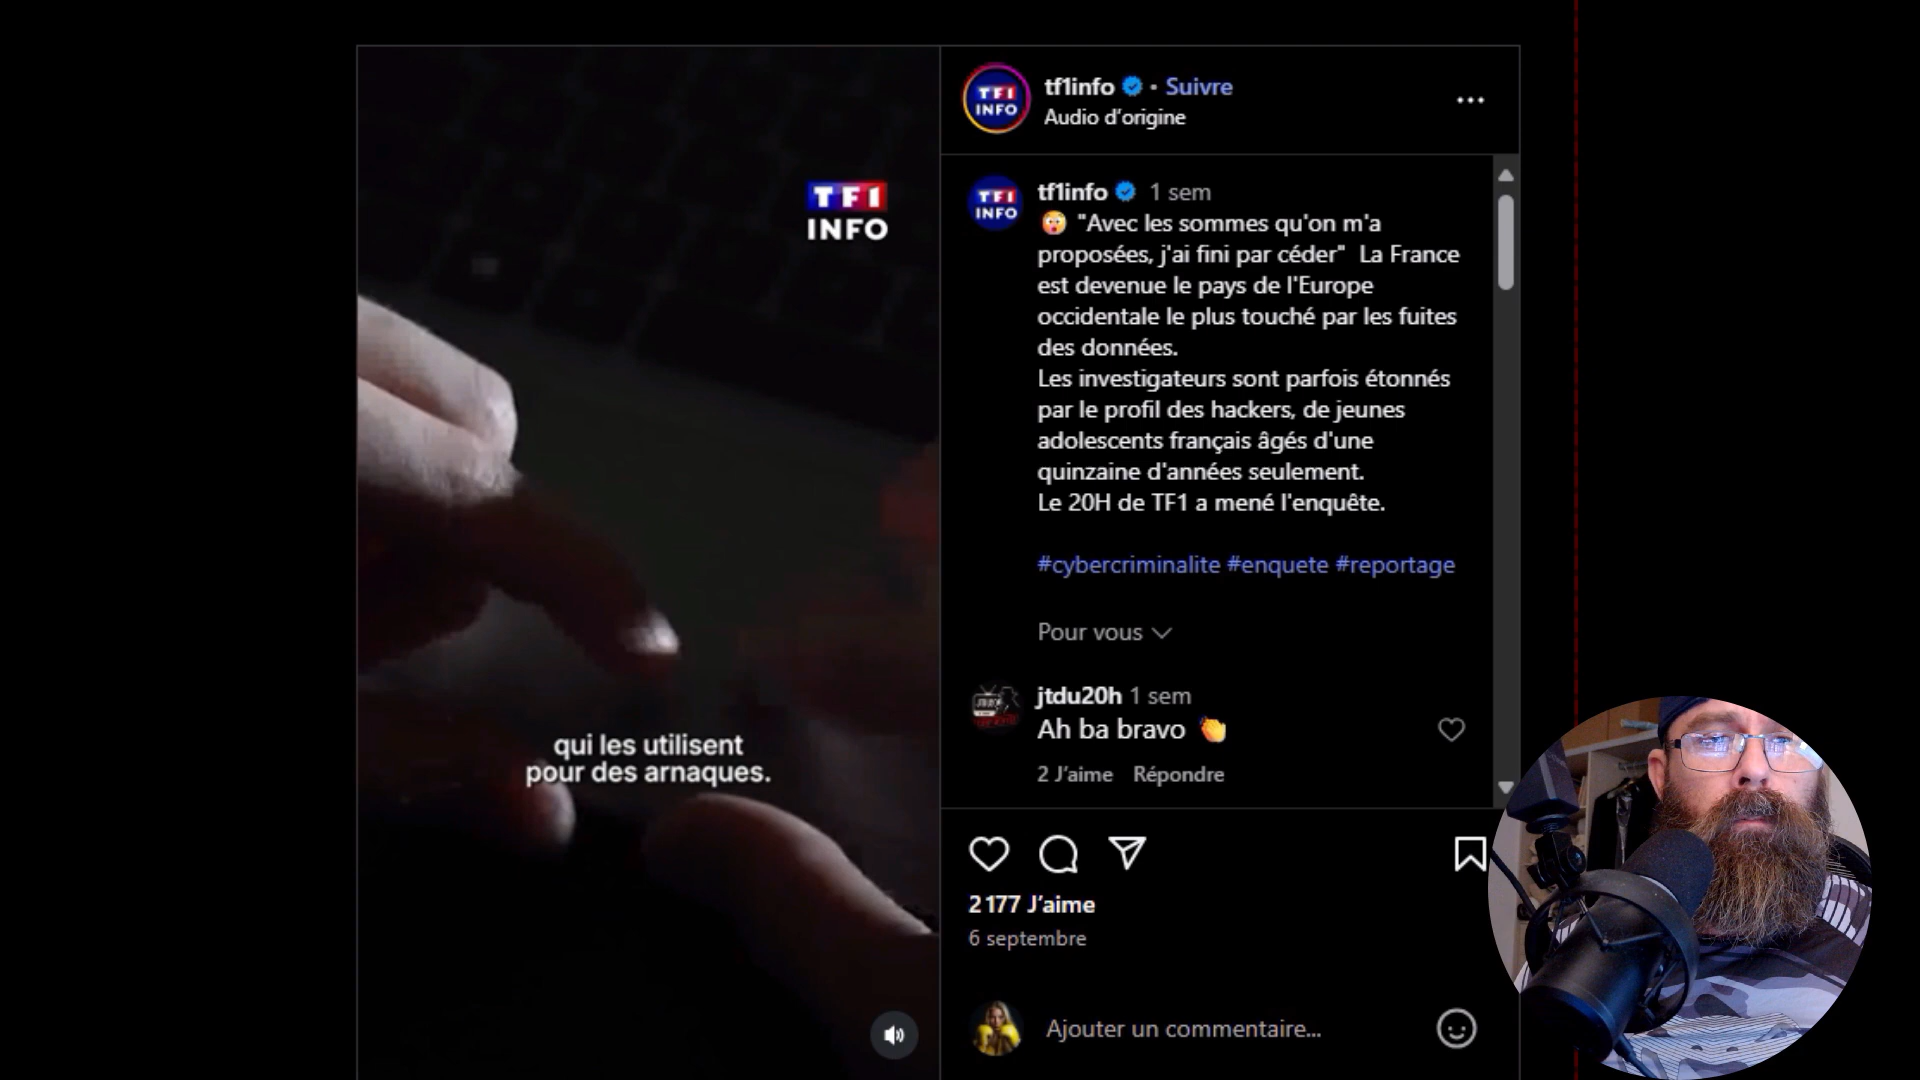 TF1
INFO
qui les utilisent
pour des arnaques.
TF1
INFO
tf1info • Suivre
Audio d’origine
TF1
INFO
tf1info 1 sem
😲 "Avec les sommes qu'on m'a
proposées, j'ai fini par céder" La France
est devenue le pays de l'Europe
occidentale le plus touché par les fuites
des données.
Les investigateurs sont parfois étonnés
par le profil des hackers, de jeunes
adolescents français âgés d'une
quinzaine d'années seulement.
Le 20H de TF1 a mené l'enquête.
#cybercriminalite #enquete #reportage
Pour vous
jtdu20h 1 sem
Ah ba bravo 👏
2 J’aime Répondre
2 177 J’aime
6 septembre
Ajouter un commentaire...